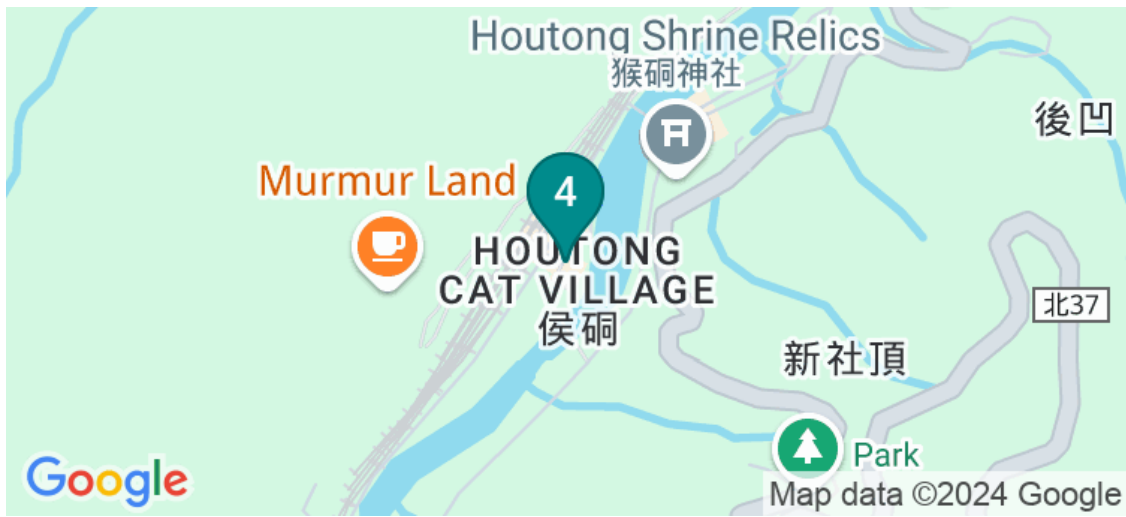 Houtong Shrine Relics
猴硐神社
後凹
Murmur Land
4
HOUTONG
CAT VILLAGE
侯硐
北37
新社頂
Park
Google
Map data ©2024 Google